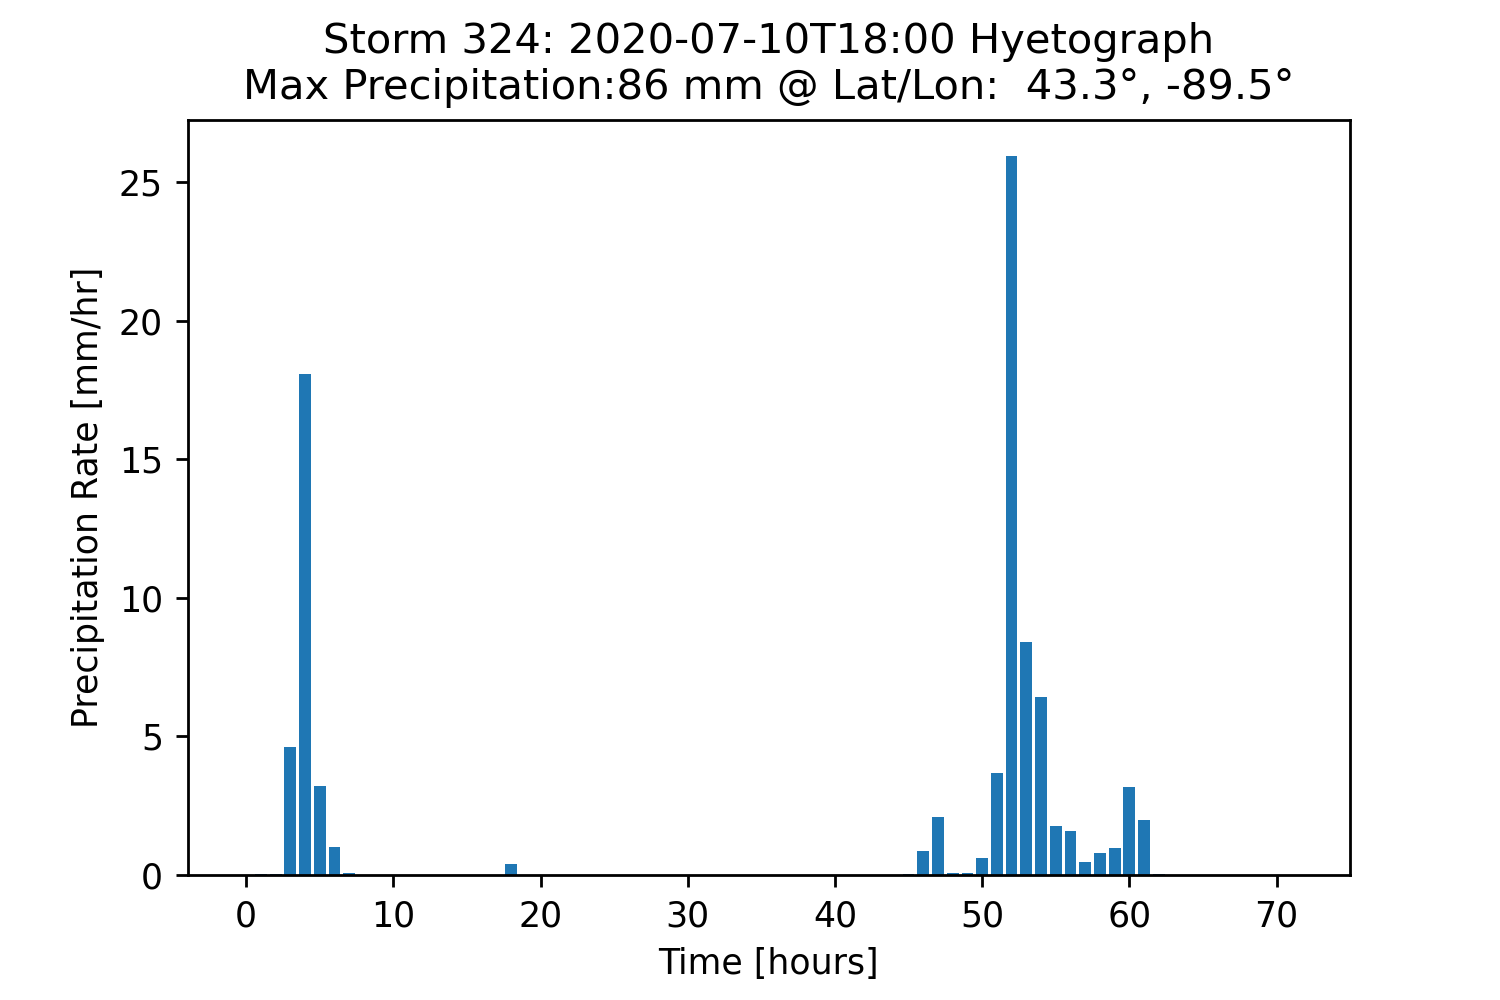 Storm 324: 2020-07-10T18:00 Hyetograph
Max Precipitation:86 mm @ Lat/Lon:  43.3°, -89.5°
25
20
15
10
5
0
Precipitation Rate [mm/hr]
0 10 20 30 40 50 60 70
Time [hours]